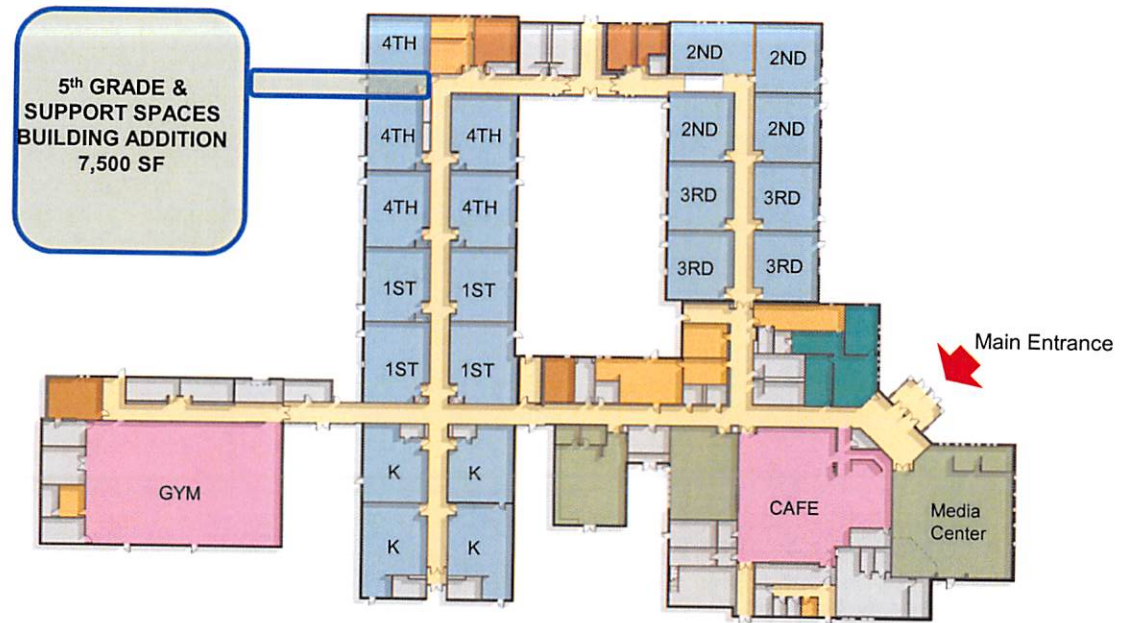 5th GRADE &
SUPPORT SPACES
BUILDING ADDITION
7,500 SF
4TH
2ND
2ND
4TH
4TH
2ND
2ND
4TH
4TH
3RD
3RD
1ST
1ST
3RD
3RD
1ST
1ST
Main Entrance
K
K
GYM
CAFE
Media
Center
K
K